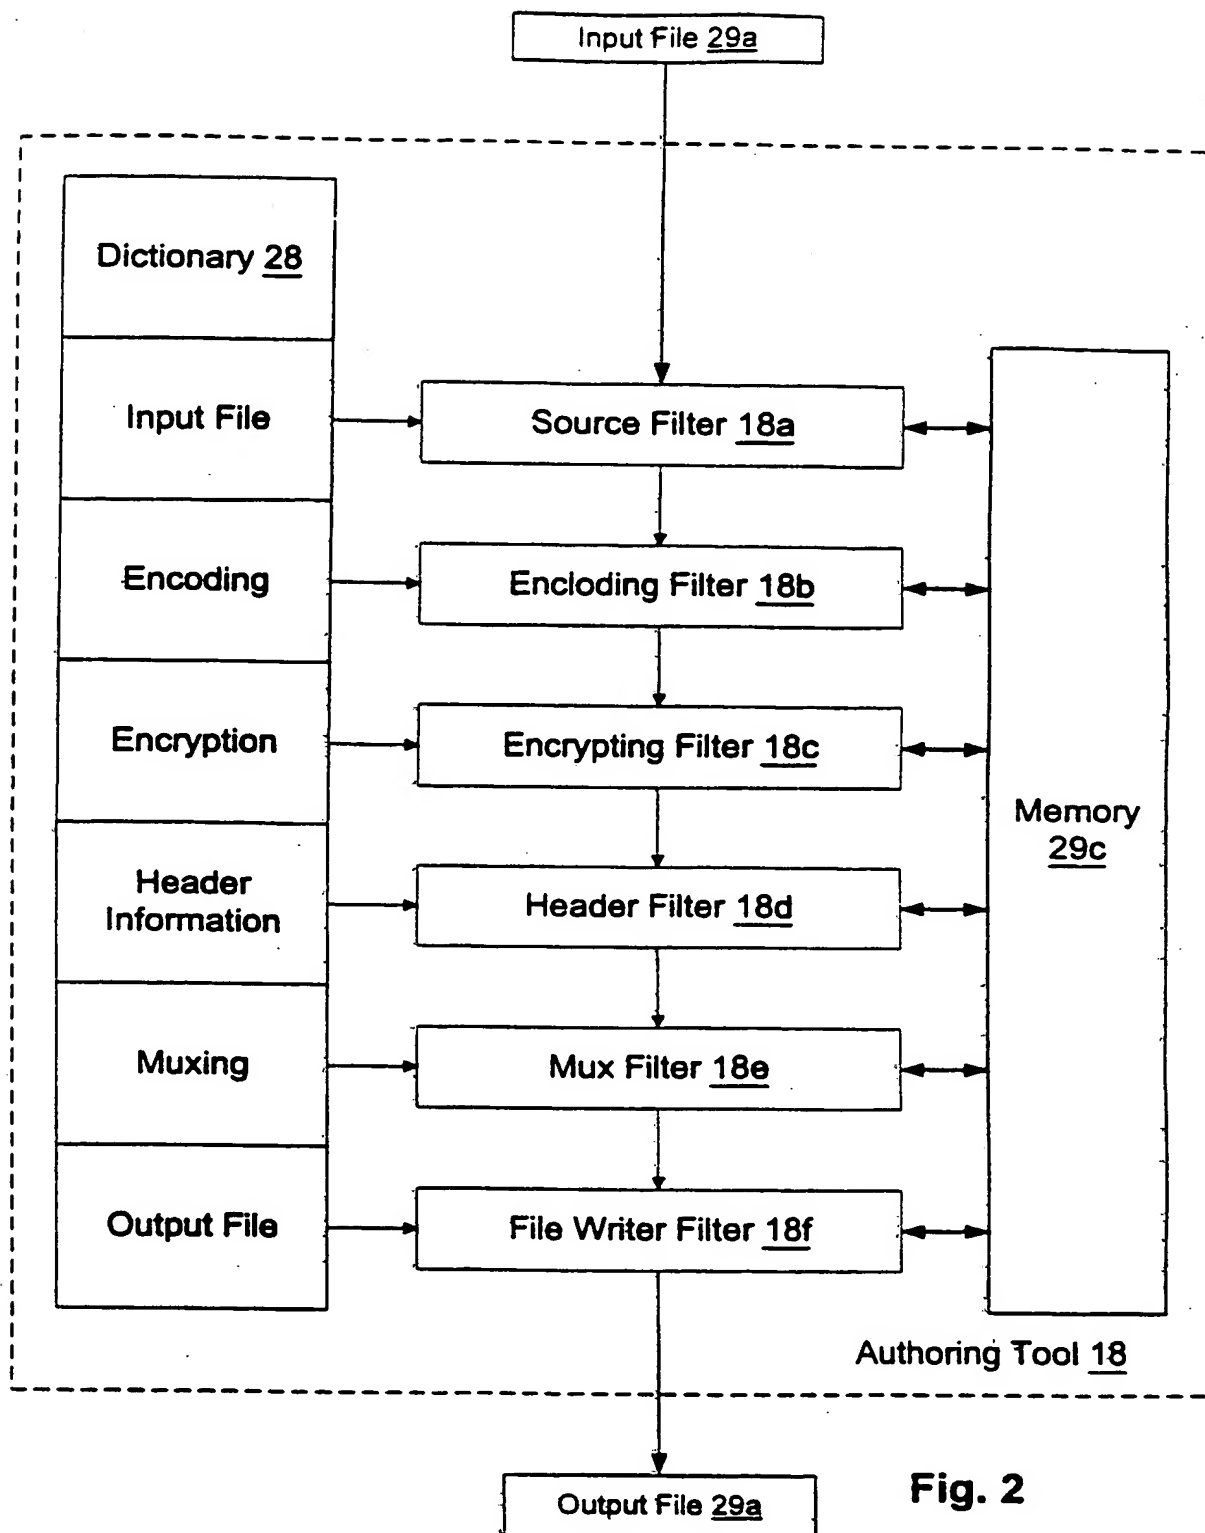 Input File 29a
Dictionary 28
Input File
Source Filter 18a
Encoding
Encloding Filter 18b
Encryption
Encrypting Filter 18c
Memory
29c
Header
Information
Header Filter 18d
Muxing
Mux Filter 18e
Output File
File Writer Filter 18f
Authoring Tool 18
Output File 29a
Fig. 2